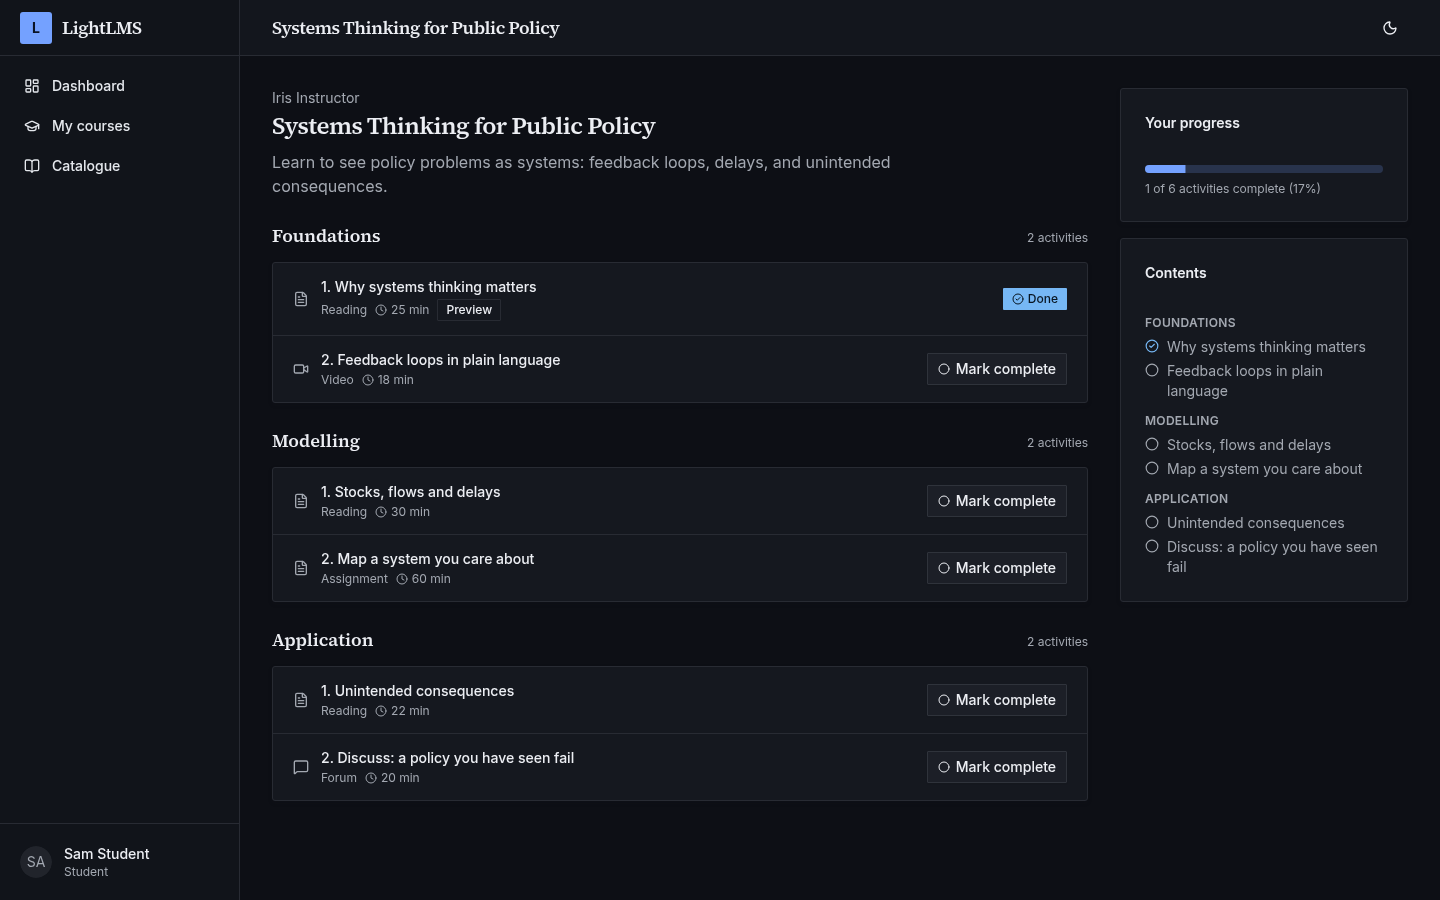 L LightLMS
Systems Thinking for Public Policy
Dashboard
My courses
Catalogue
Iris Instructor
Systems Thinking for Public Policy
Learn to see policy problems as systems: feedback loops, delays, and unintended
consequences.
Foundations
2 activities
1. Why systems thinking matters
Reading 25 min Preview
Done
2. Feedback loops in plain language
Video 18 min
Mark complete
Modelling
2 activities
1. Stocks, flows and delays
Reading 30 min
Mark complete
2. Map a system you care about
Assignment 60 min
Mark complete
Application
2 activities
1. Unintended consequences
Reading 22 min
Mark complete
2. Discuss: a policy you have seen fail
Forum 20 min
Mark complete
Your progress
1 of 6 activities complete (17%)
Contents
FOUNDATIONS
Why systems thinking matters
Feedback loops in plain
language
MODELLING
Stocks, flows and delays
Map a system you care about
APPLICATION
Unintended consequences
Discuss: a policy you have seen
fail
SA
Sam Student
Student